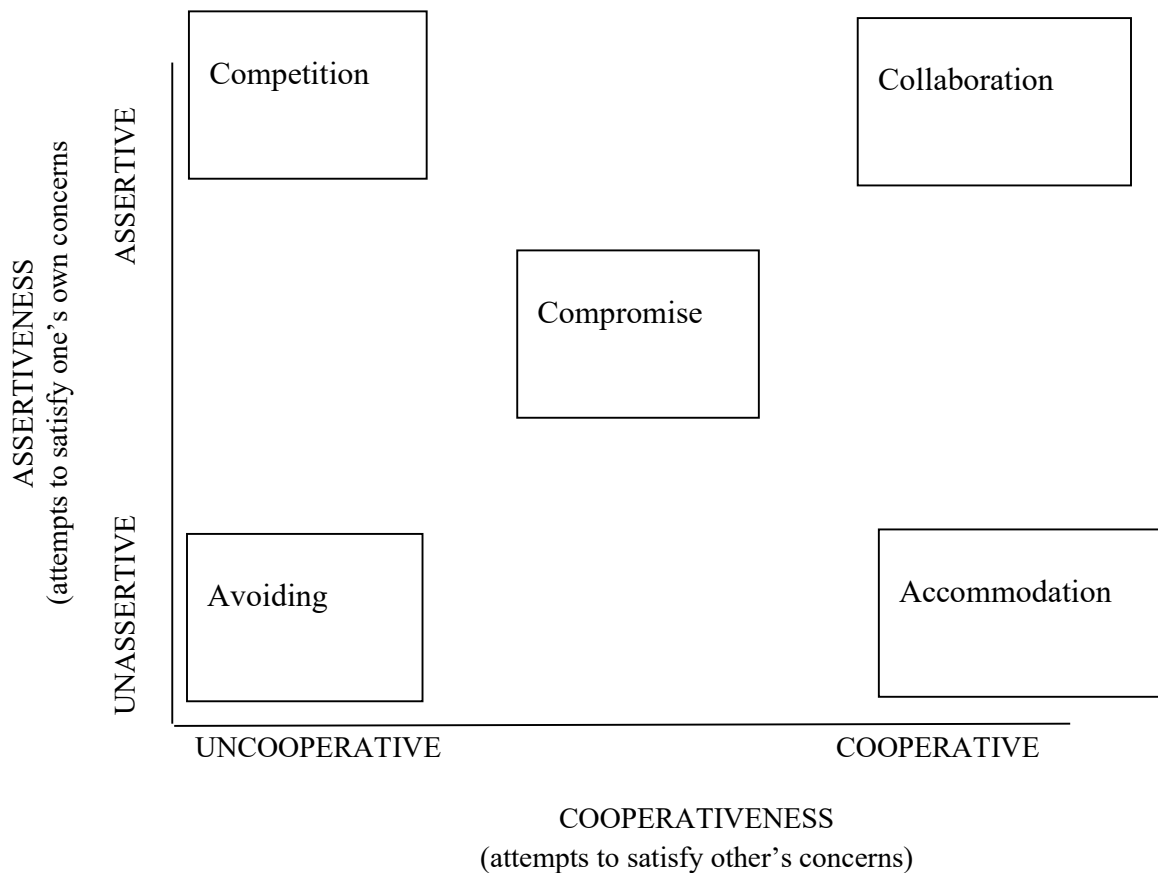 Competition
Collaboration
ASSERTIVE
ASSERTIVENESS
(attempts to satisfy one’s own concerns
Compromise
UNASSERTIVE
Avoiding
Accommodation
UNCOOPERATIVE
COOPERATIVE
COOPERATIVENESS
(attempts to satisfy other’s concerns)